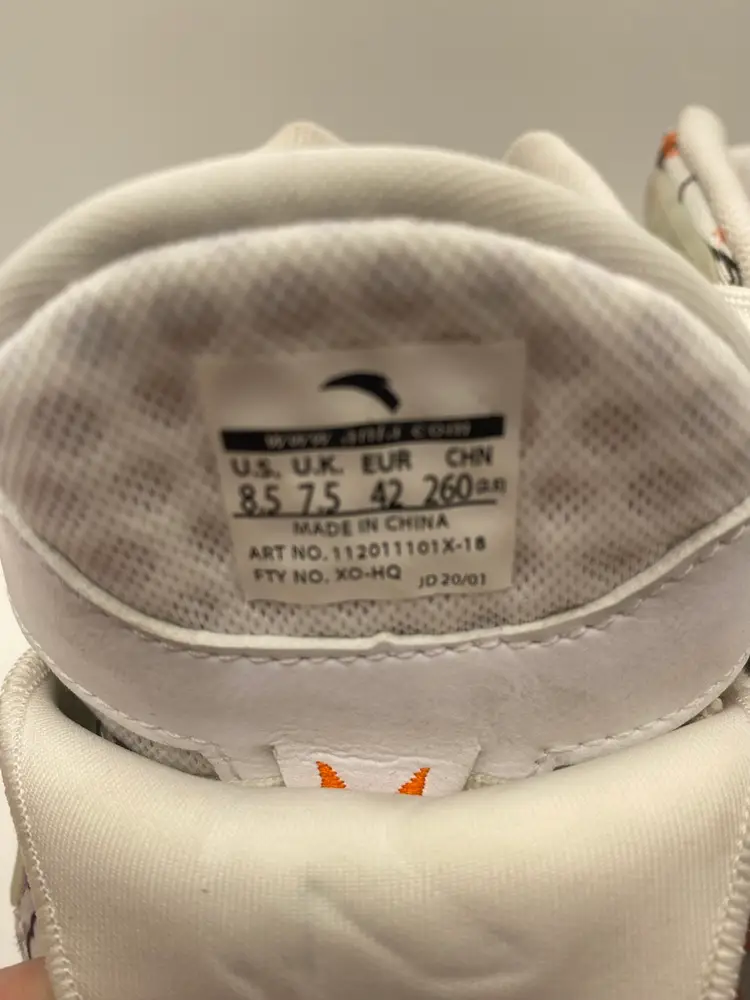 www.anta.com
U.S. U.K. EUR CHN
8.5 7.5 42 260
MADE IN CHINA
ART NO. 112011101X-18
FTY NO. XO-HQ JD 20/01